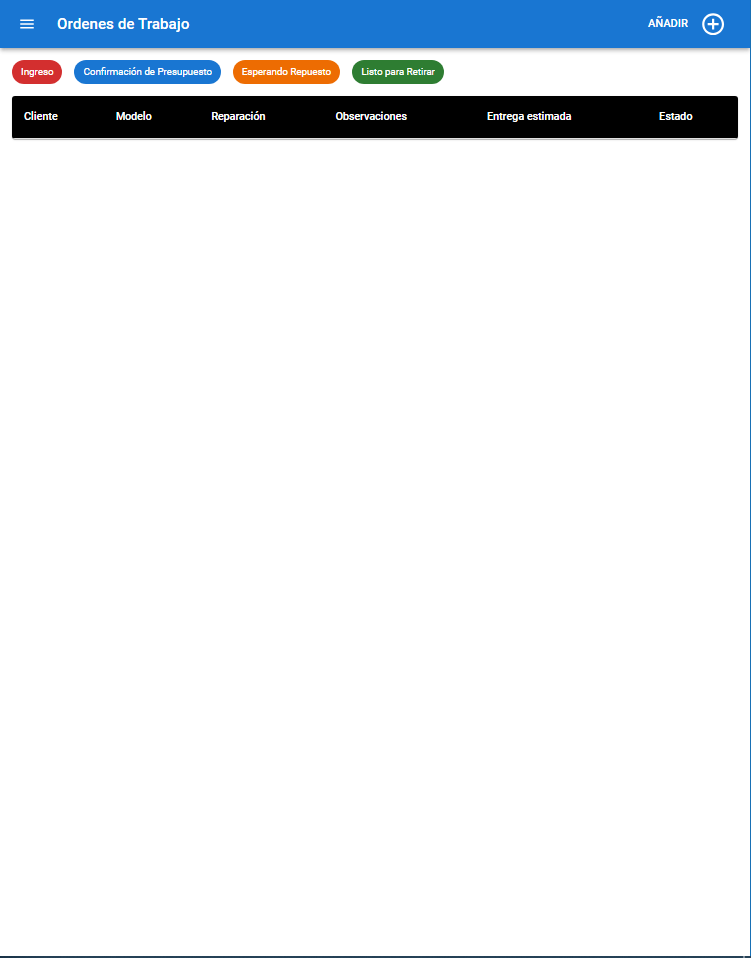 Ordenes de Trabajo AÑADIR
Ingreso Confirmación de Presupuesto Esperando Repuesto Listo para Retirar
Cliente Modelo Reparación Observaciones Entrega estimada Estado